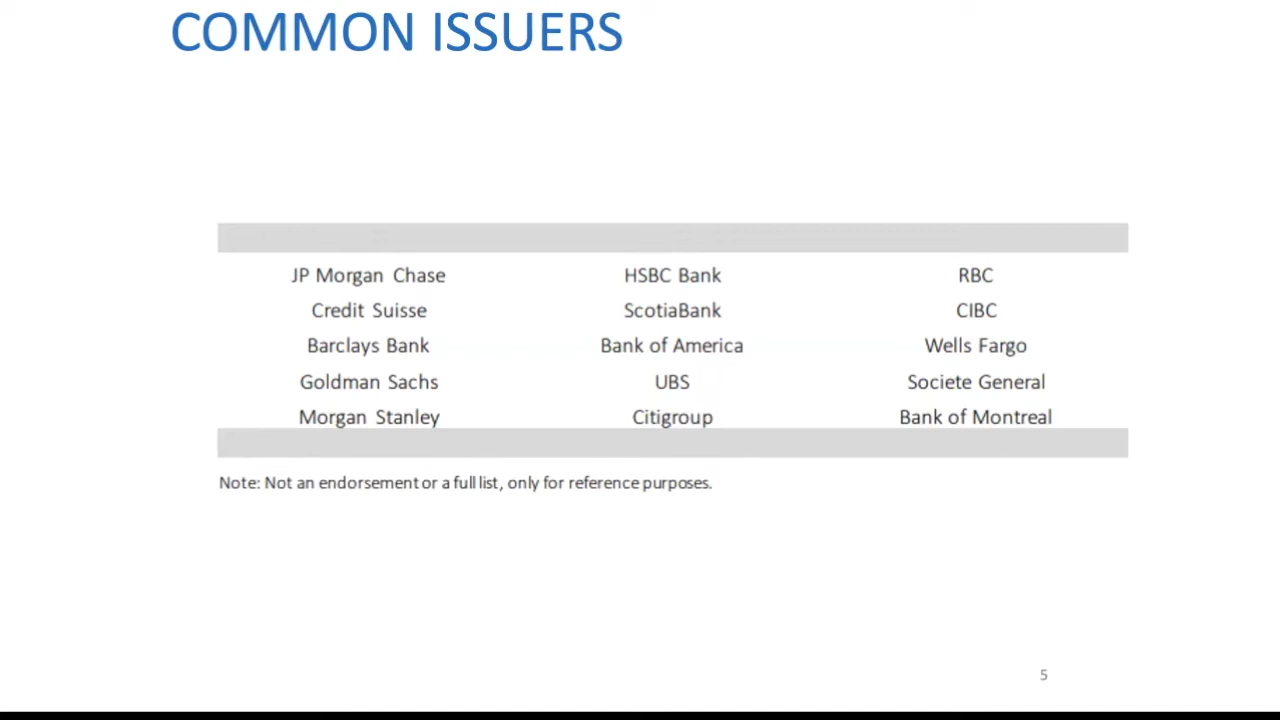 COMMON ISSUERS
JP Morgan Chase HSBC Bank RBC
Credit Suisse ScotiaBank CIBC
Barclays Bank Bank of America Wells Fargo
Goldman Sachs UBS Societe General
Morgan Stanley Citigroup Bank of Montreal
Note: Not an endorsement or a full list, only for reference purposes.
5